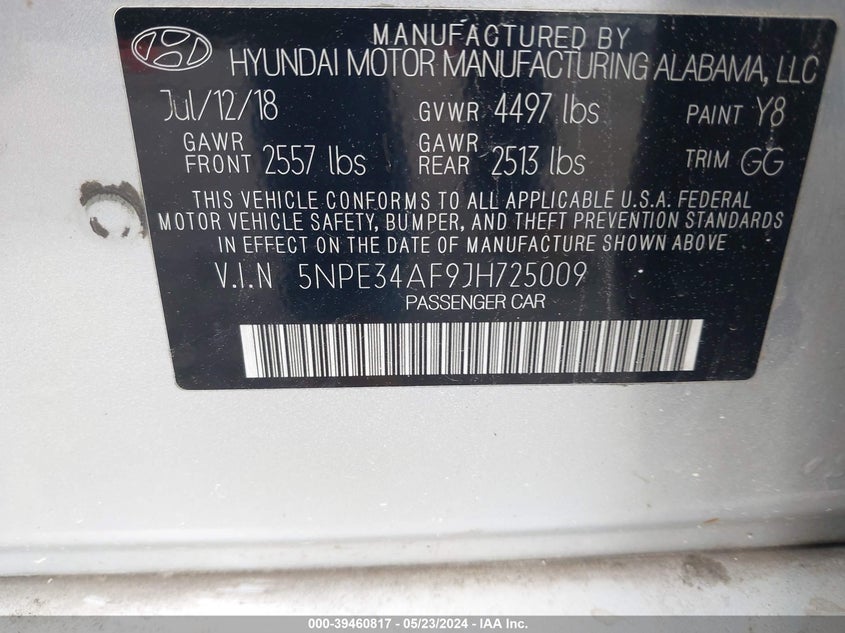 MANUFACTURED BY
HYUNDAI MOTOR MANUFACTURING ALABAMA, LLC
Jul/12/18 GVWR 4497 lbs PAINT Y8
GAWR FRONT 2557 lbs GAWR REAR 2513 lbs TRIM GG
THIS VEHICLE CONFORMS TO ALL APPLICABLE U.S.A. FEDERAL
MOTOR VEHICLE SAFETY, BUMPER, AND THEFT PREVENTION STANDARDS
IN EFFECT ON THE DATE OF MANUFACTURE SHOWN ABOVE
V.I.N 5NPE34AF9JH725009
PASSENGER CAR
000-39460817 - 05/23/2024 - IAA Inc.